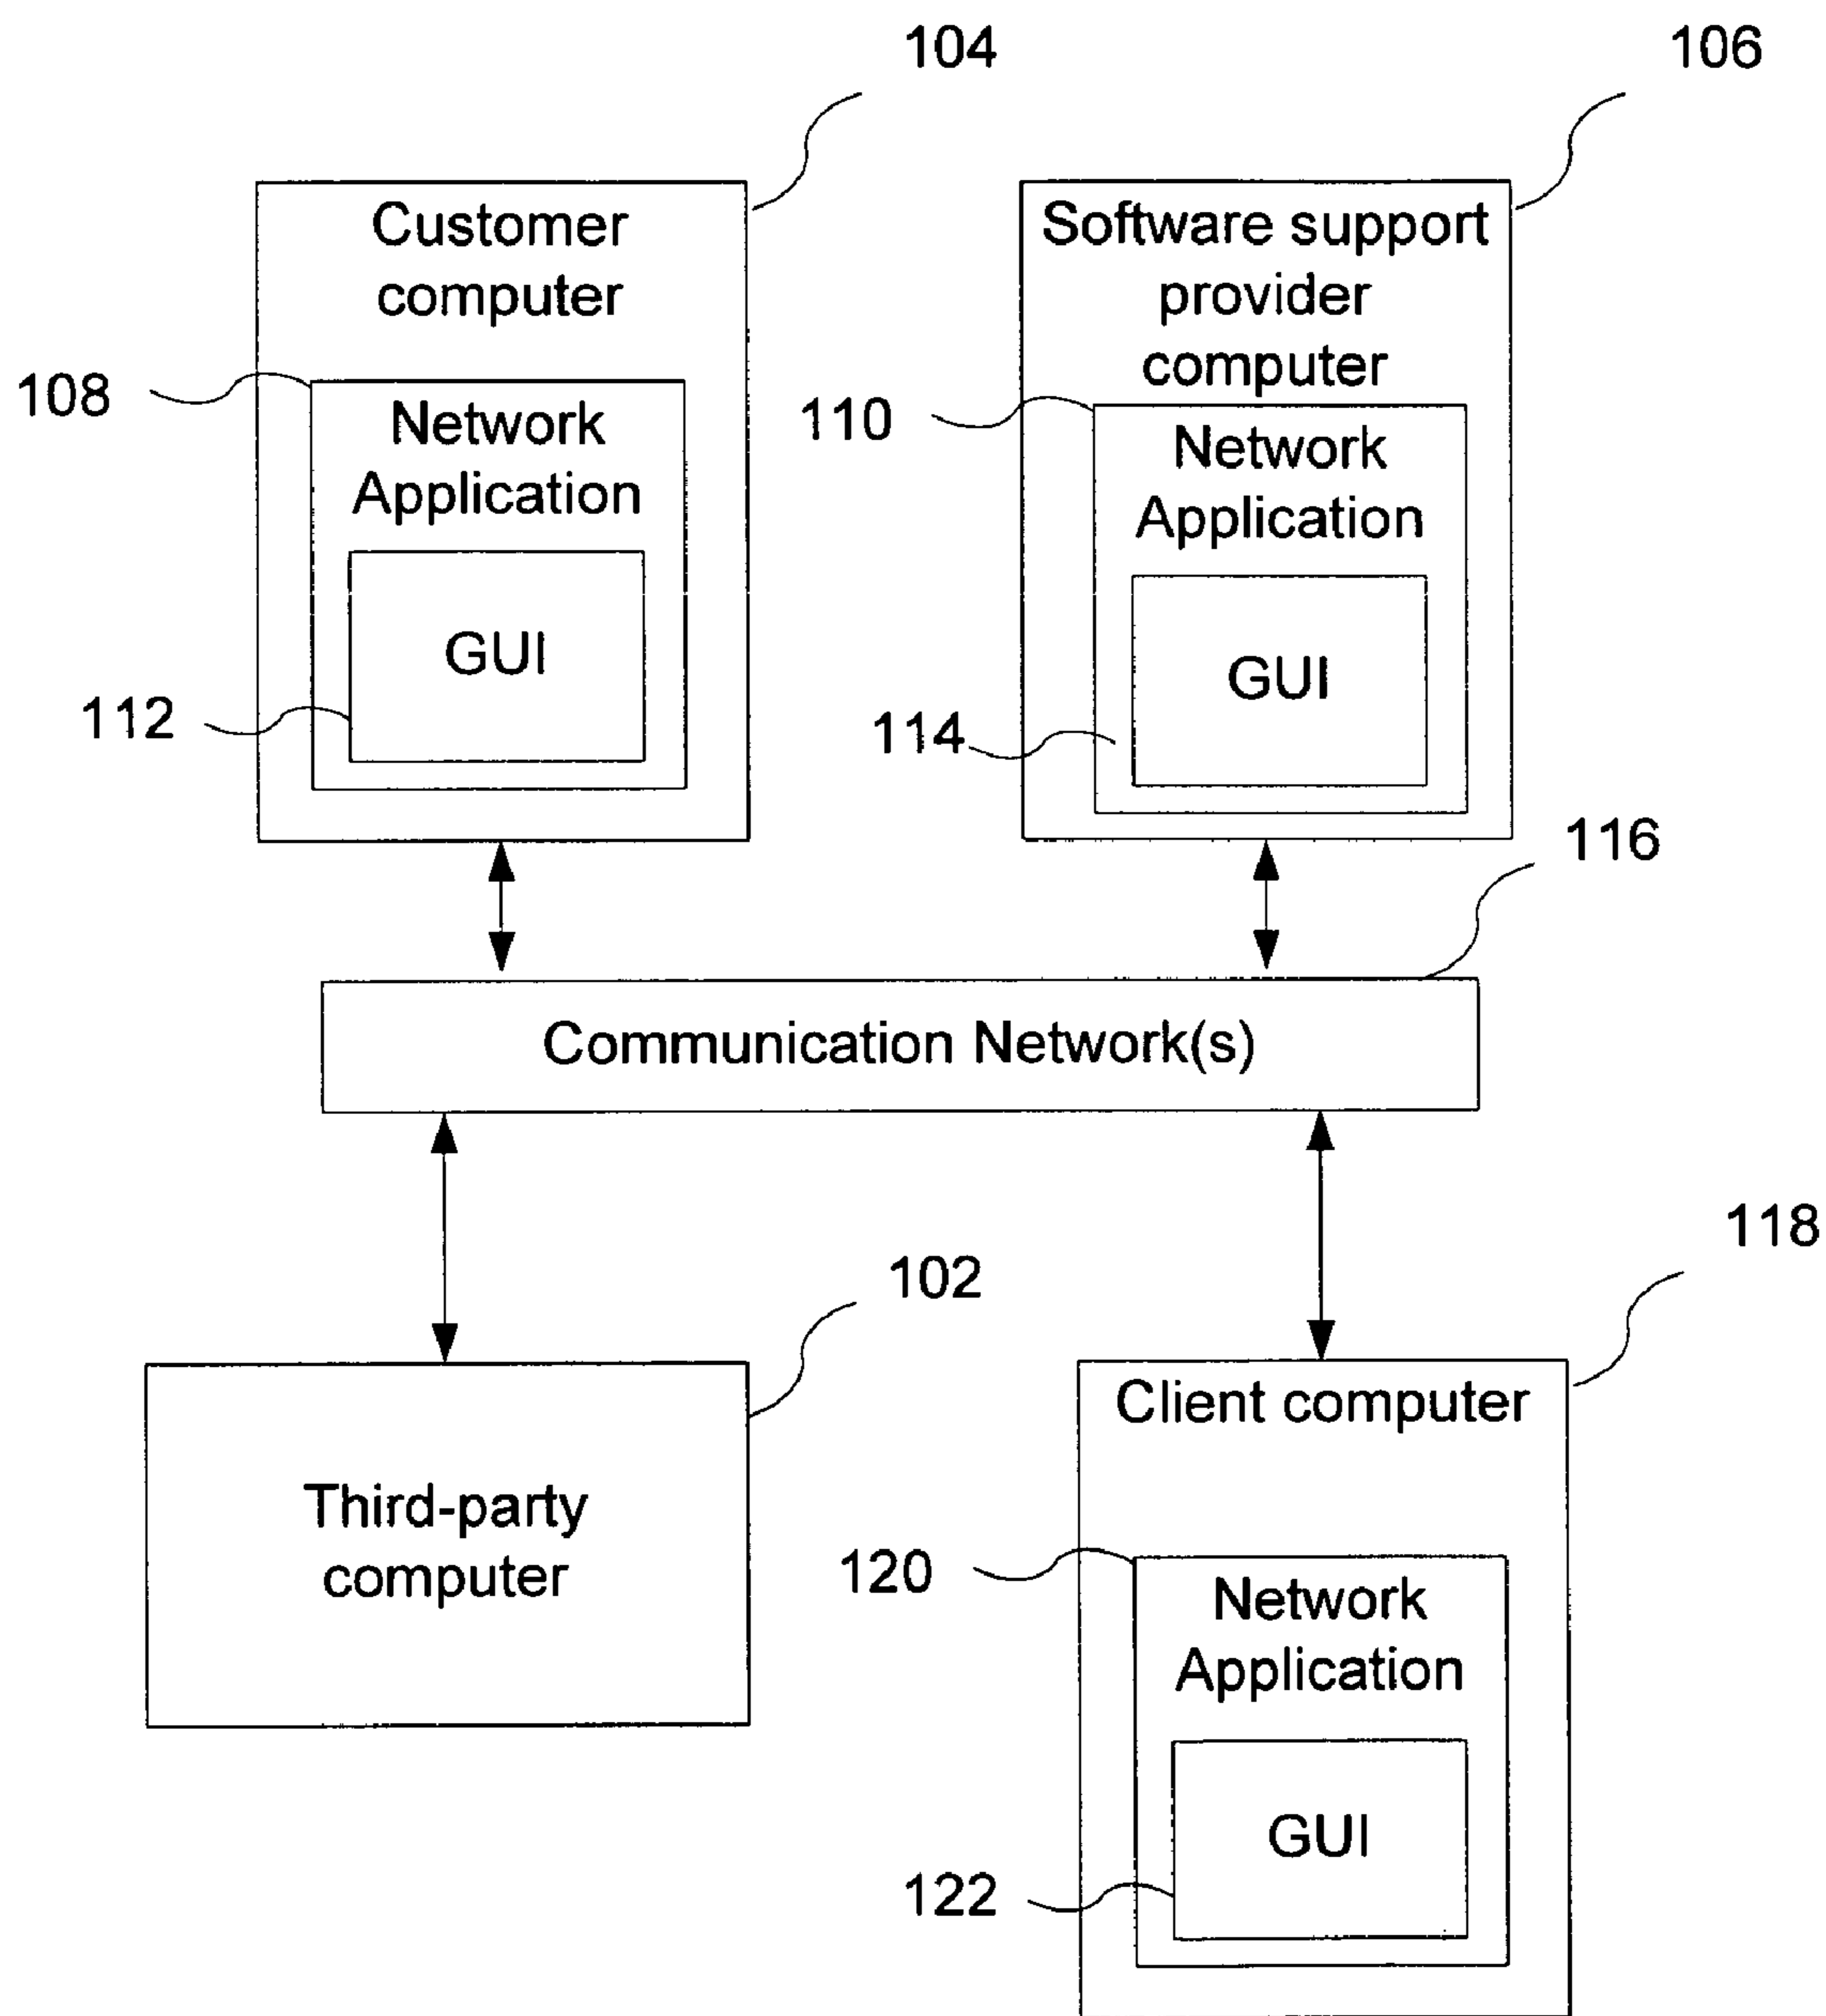 104
106
Customer
computer
Software support
provider
computer
108
Network
Application
110
Network
Application
GUI
GUI
112
114
116
Communication Network(s)
118
102
Client computer
Third-party
computer
120
Network
Application
GUI
122